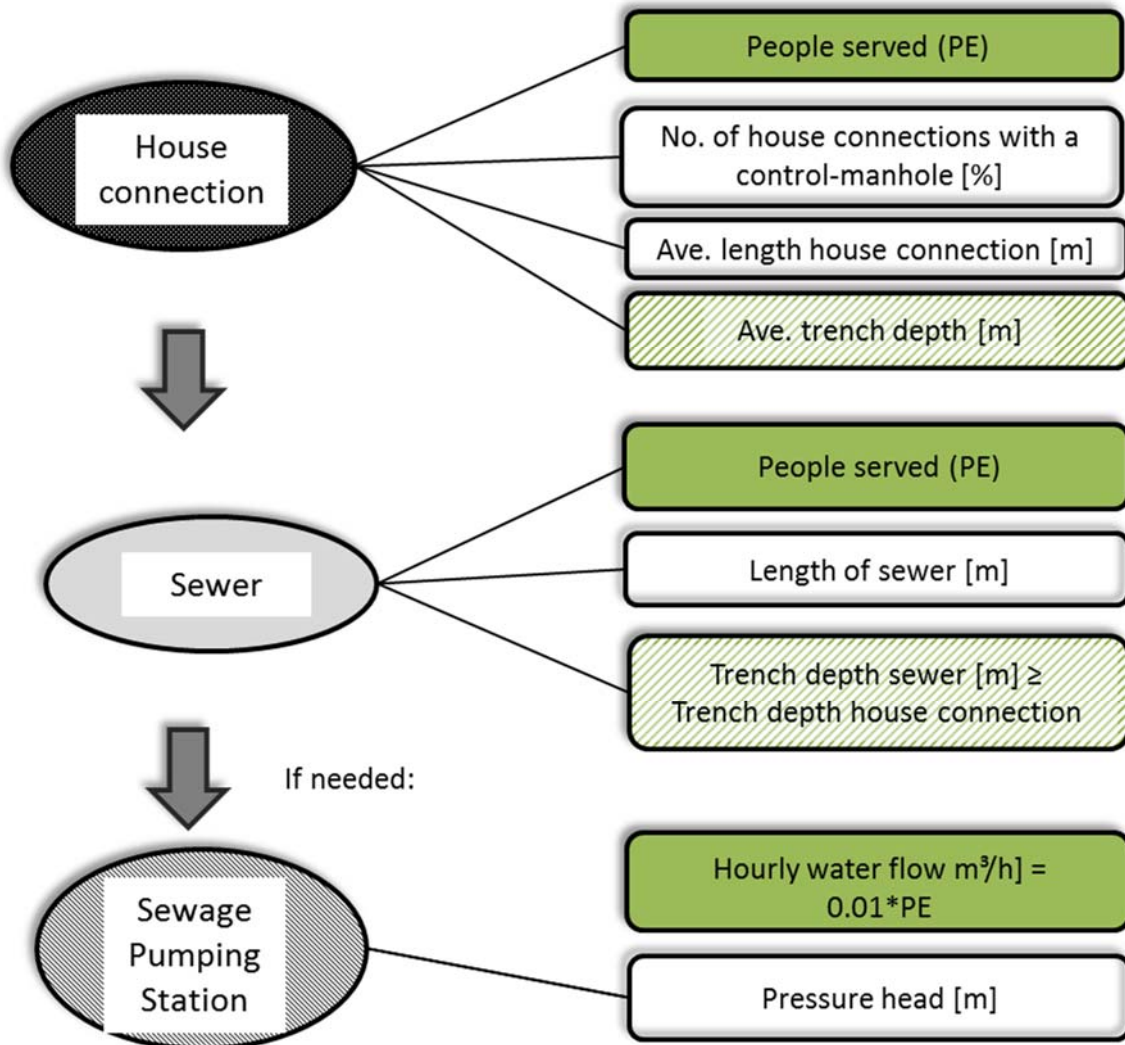 People served (PE)
House
connection
No. of house connections with a
control-manhole [%]
Ave. length house connection [m]
Ave. trench depth [m]
People served (PE)
Sewer
Length of sewer [m]
Trench depth sewer [m] ≥
Trench depth house connection
If needed:
Sewage
Pumping
Station
Hourly water flow m³/h] =
0.01*PE
Pressure head [m]